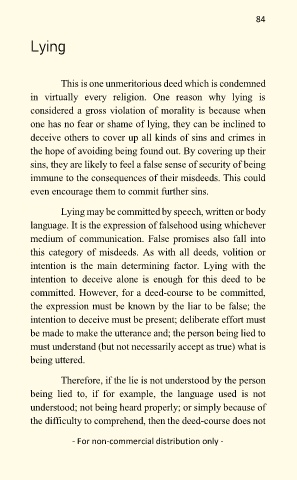 84
Lying
This is one unmeritorious deed which is condemned
in virtually every religion. One reason why lying is
considered a gross violation of morality is because when
one has no fear or shame of lying, they can be inclined to
deceive others to cover up all kinds of sins and crimes in
the hope of avoiding being found out. By covering up their
sins, they are likely to feel a false sense of security of being
immune to the consequences of their misdeeds. This could
even encourage them to commit further sins.
Lying may be committed by speech, written or body
language. It is the expression of falsehood using whichever
medium of communication. False promises also fall into
this category of misdeeds. As with all deeds, volition or
intention is the main determining factor. Lying with the
intention to deceive alone is enough for this deed to be
committed. However, for a deed-course to be committed,
the expression must be known by the liar to be false; the
intention to deceive must be present; deliberate effort must
be made to make the utterance and; the person being lied to
must understand (but not necessarily accept as true) what is
being uttered.
Therefore, if the lie is not understood by the person
being lied to, if for example, the language used is not
understood; not being heard properly; or simply because of
the difficulty to comprehend, then the deed-course does not
- For non-commercial distribution only -